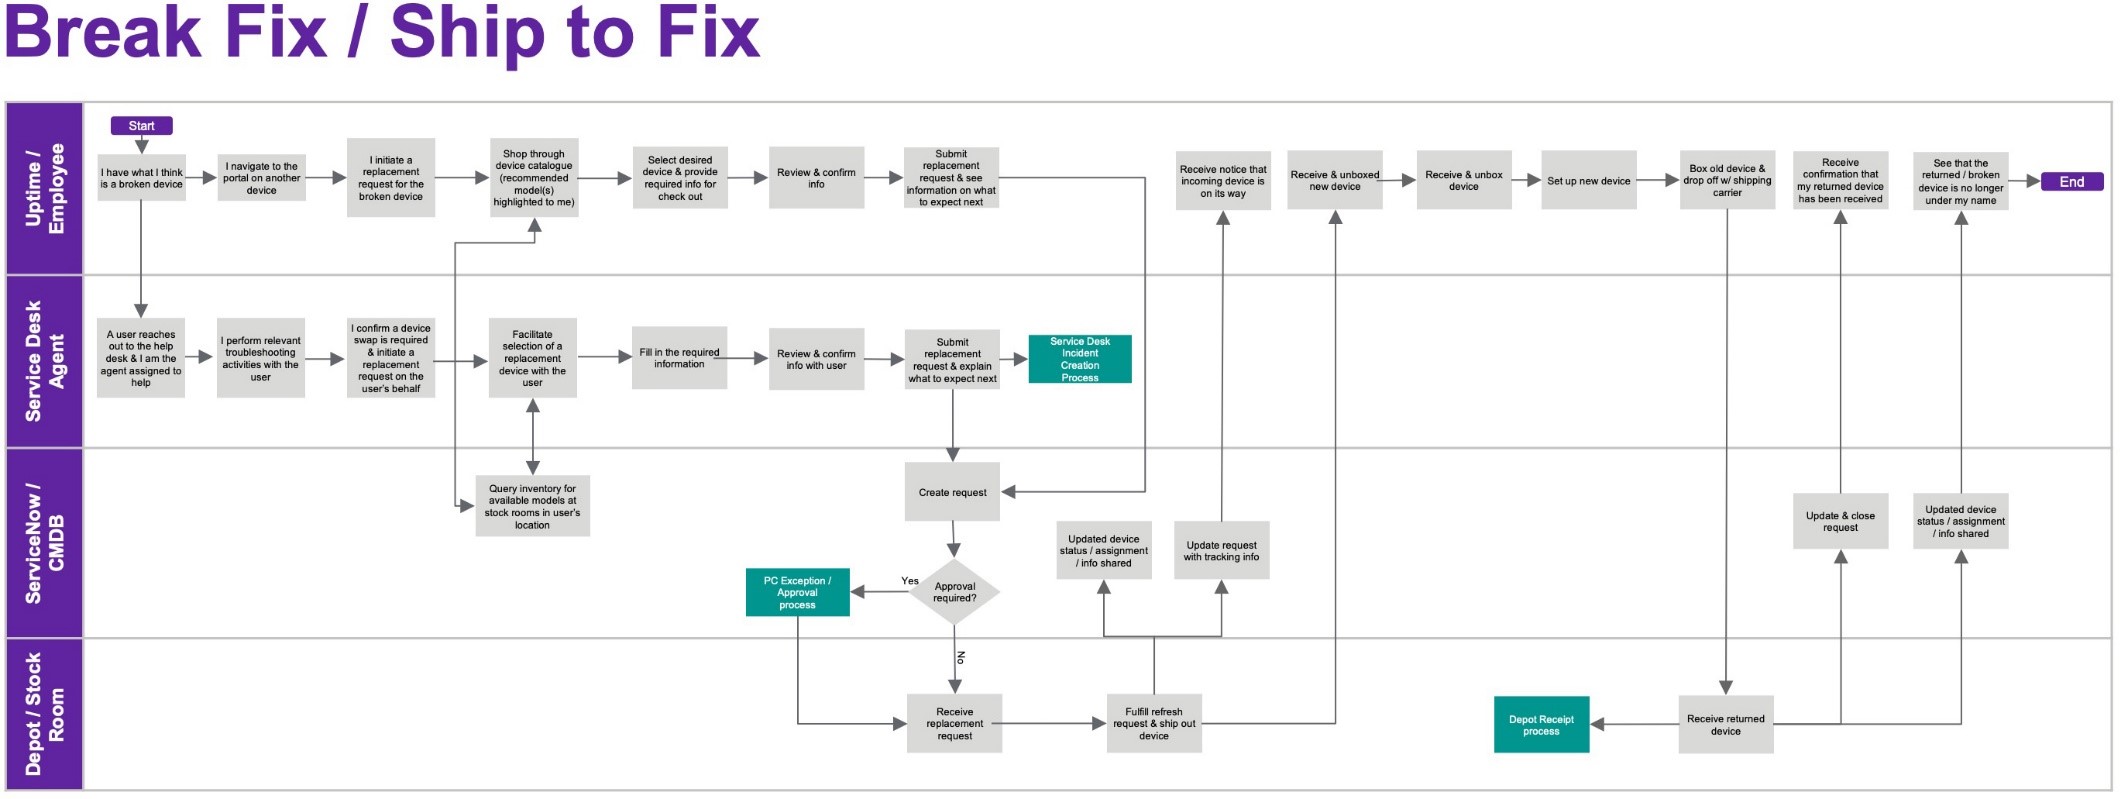 Break Fix / Ship to Fix
Uptime /
Employee
Start
I have what I think
is a broken device
I navigate to the
portal on another
device
I initiate a
replacement
request for the
broken device
Shop through
device catalogue
(recommended
model(s)
highlighted to me)
Select desired
device & provide
required info for
check out
Review & confirm
info
Submit
replacement
request & see
information on what
to expect next
Receive notice that
incoming device is
on its way
Receive & unboxed
new device
Receive & unbox
device
Set up new device
Box old device &
drop off w/ shipping
carrier
Receive
confirmation that
my returned device
has been received
See that the
returned / broken
device is no longer
under my name
End
Service Desk
Agent
A user reaches
out to the help
desk & I am the
agent assigned to
help
I perform relevant
troubleshooting
activities with the
user
I confirm a device
swap is required
& initiate a
replacement
request on the
user's behalf
Facilitate
selection of a
replacement
device with the
user
Fill in the required
information
Review & confirm
info with user
Submit
replacement
request & explain
what to expect next
Service Desk
Incident
Creation
Process
ServiceNow /
CMDB
Query inventory for
available models at
stock rooms in user's
location
Create request
Approval
required?
Yes
PC Exception /
Approval
process
No
Updated device
status / assignment
/ info shared
Update request
with tracking info
Update & close
request
Updated device
status / assignment
/ info shared
Depot / Stock
Room
Receive
replacement
request
Fulfill refresh
request & ship out
device
Depot Receipt
process
Receive returned
device